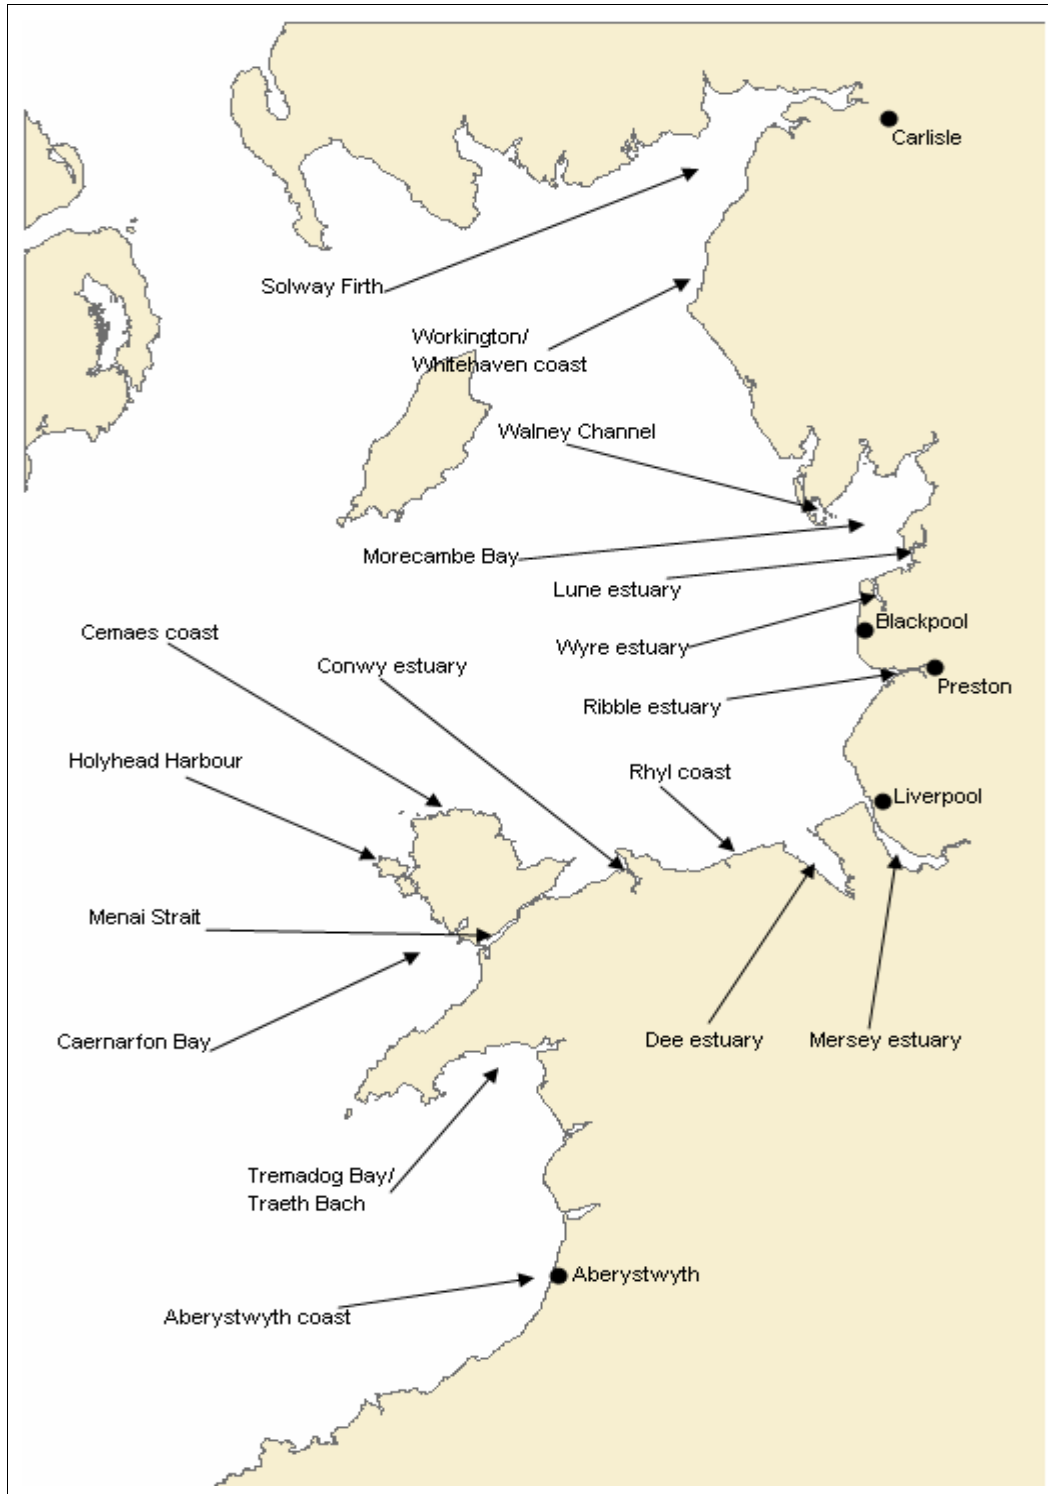 Carlisle
Solway Firth
Workington/
Whitehaven coast
Walney Channel
Morecambe Bay
Lune estuary
Blackpool
Cemaes coast
Wyre estuary
Conwy estuary
Preston
Ribble estuary
Holyhead Harbour
Rhyl coast
Liverpool
Menai Strait
Caernarfon Bay
Dee estuary
Mersey estuary
Tremadog Bay/
Traeth Bach
Aberystwyth
Aberystwyth coast